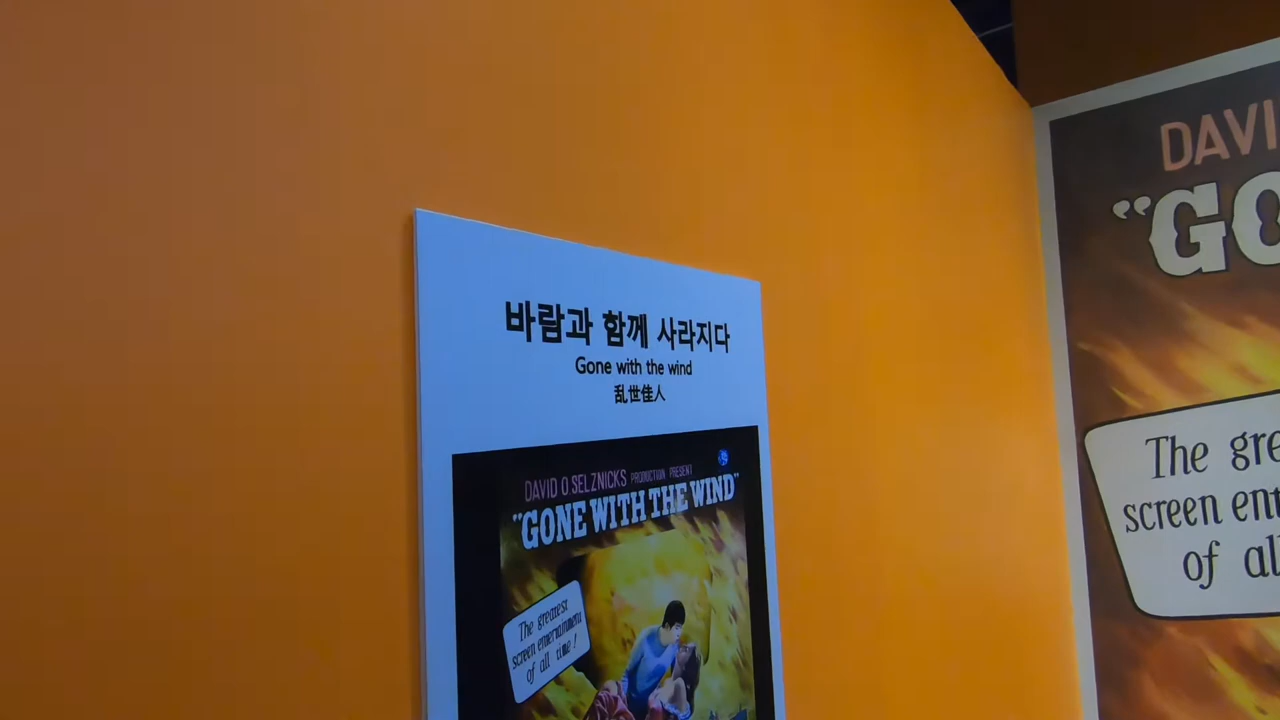 바람과 함께 사라지다
Gone with the wind
乱世佳人
DAVID O.SELZNICKS PRODUCTION PRESENT
"GONE WITH THE WIND"
The greatest
screen entertainment
of all time!
DAVI
"GO
The gre
screen ent
of al